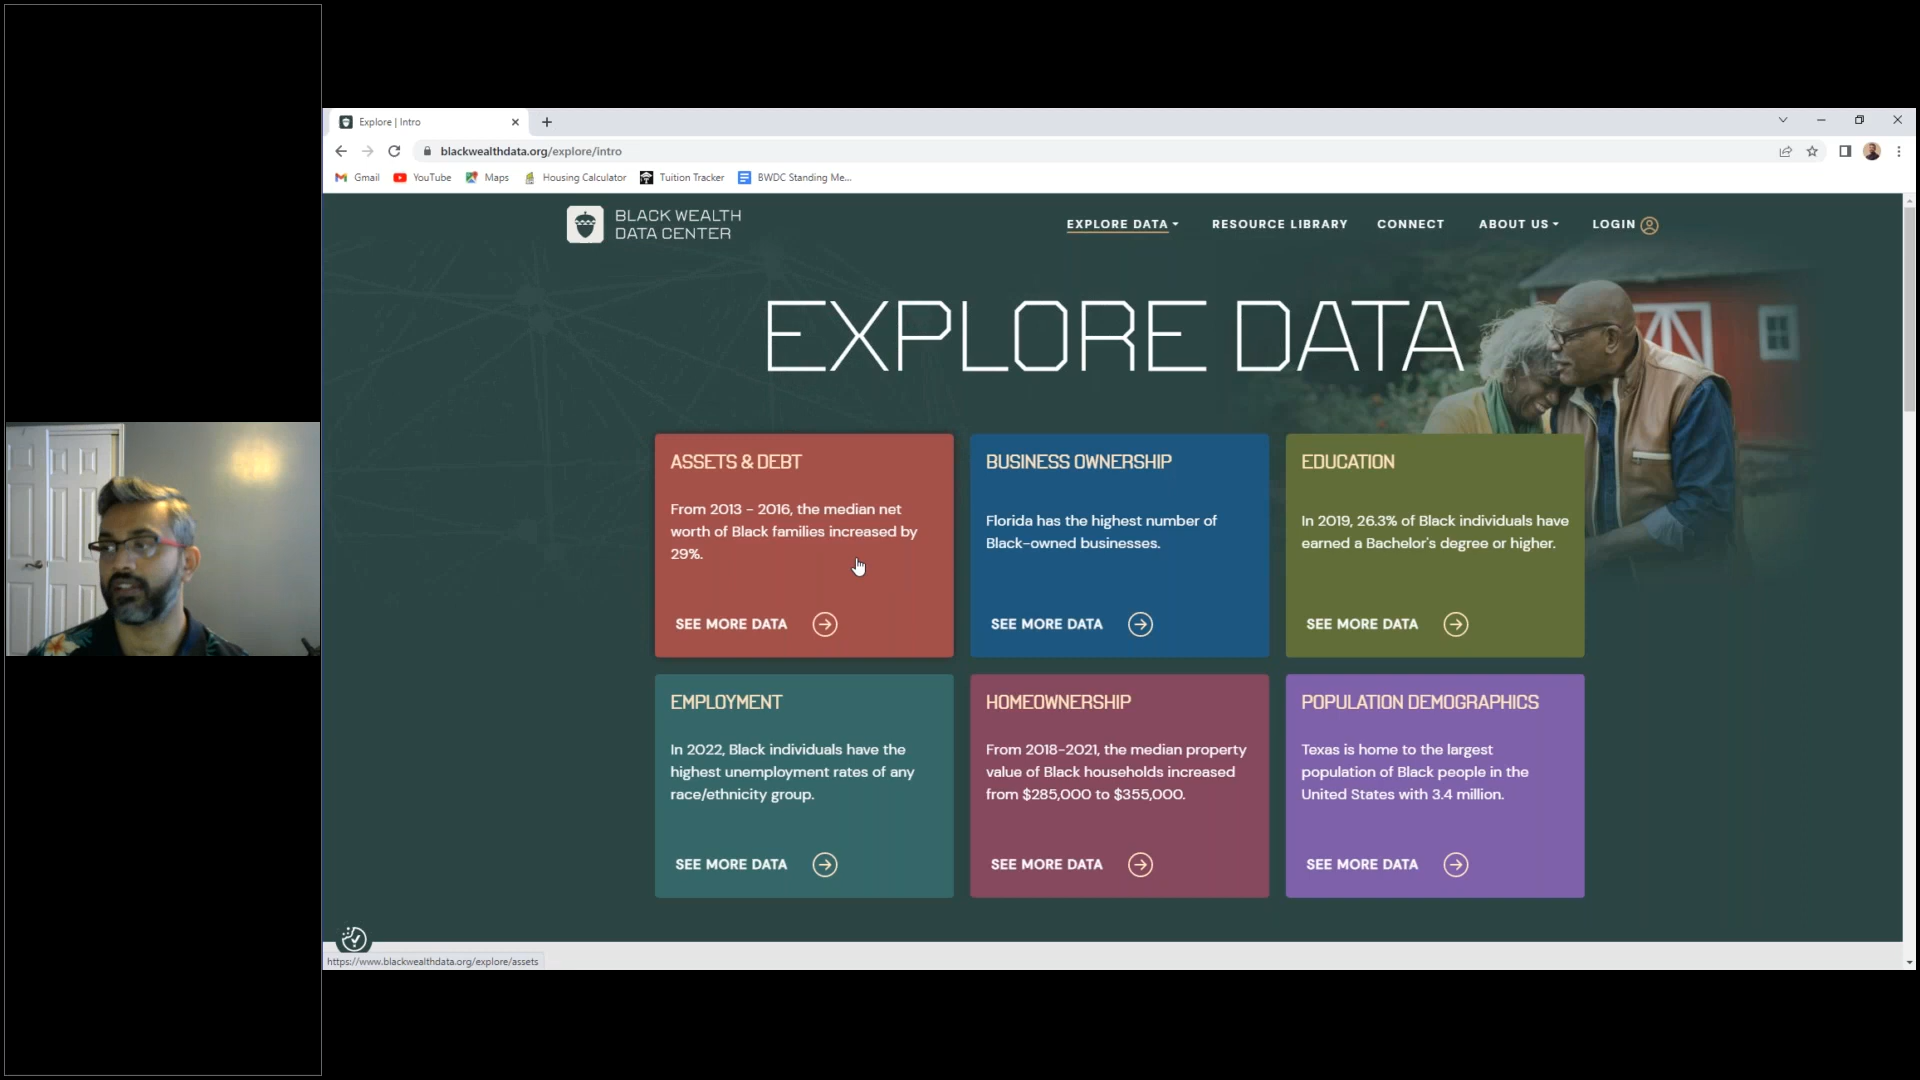 Explore | Intro
blackwealthdata.org/explore/intro
Gmail
YouTube
Maps
Housing Calculator
Tuition Tracker
BWDC Standing Me...
BLACK WEALTH
DATA CENTER
EXPLORE DATA
RESOURCE LIBRARY
CONNECT
ABOUT US
LOGIN
EXPLORE DATA
ASSETS & DEBT
From 2013 - 2016, the median net
worth of Black families increased by
29%.
SEE MORE DATA
BUSINESS OWNERSHIP
Florida has the highest number of
Black-owned businesses.
SEE MORE DATA
EDUCATION
In 2019, 26.3% of Black individuals have
earned a Bachelor's degree or higher.
SEE MORE DATA
EMPLOYMENT
In 2022, Black individuals have the
highest unemployment rates of any
race/ethnicity group.
SEE MORE DATA
HOMEOWNERSHIP
From 2018-2021, the median property
value of Black households increased
from $285,000 to $355,000.
SEE MORE DATA
POPULATION DEMOGRAPHICS
Texas is home to the largest
population of Black people in the
United States with 3.4 million.
SEE MORE DATA
https://www.blackwealthdata.org/explore/assets